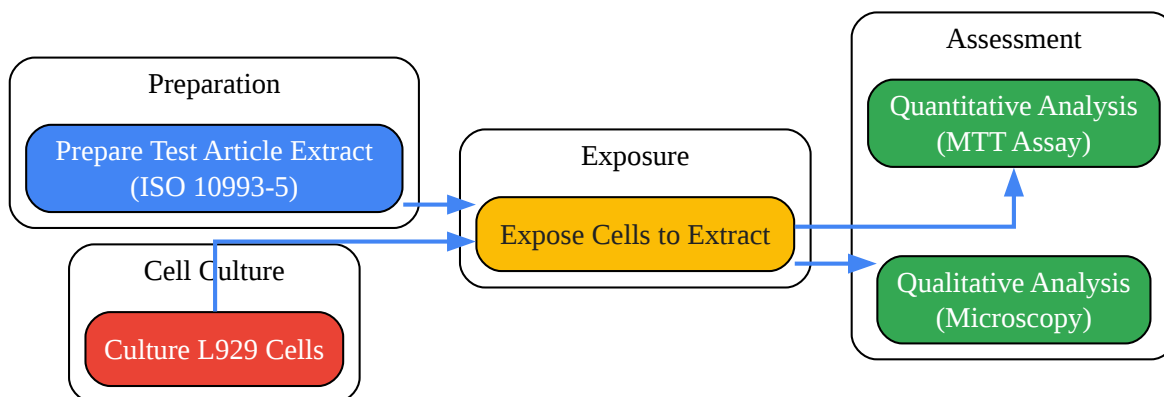 Preparation
Prepare Test Article Extract
(ISO 10993-5)
Cell Culture
Culture L929 Cells
Exposure
Expose Cells to Extract
Assessment
Quantitative Analysis
(MTT Assay)
Qualitative Analysis
(Microscopy)